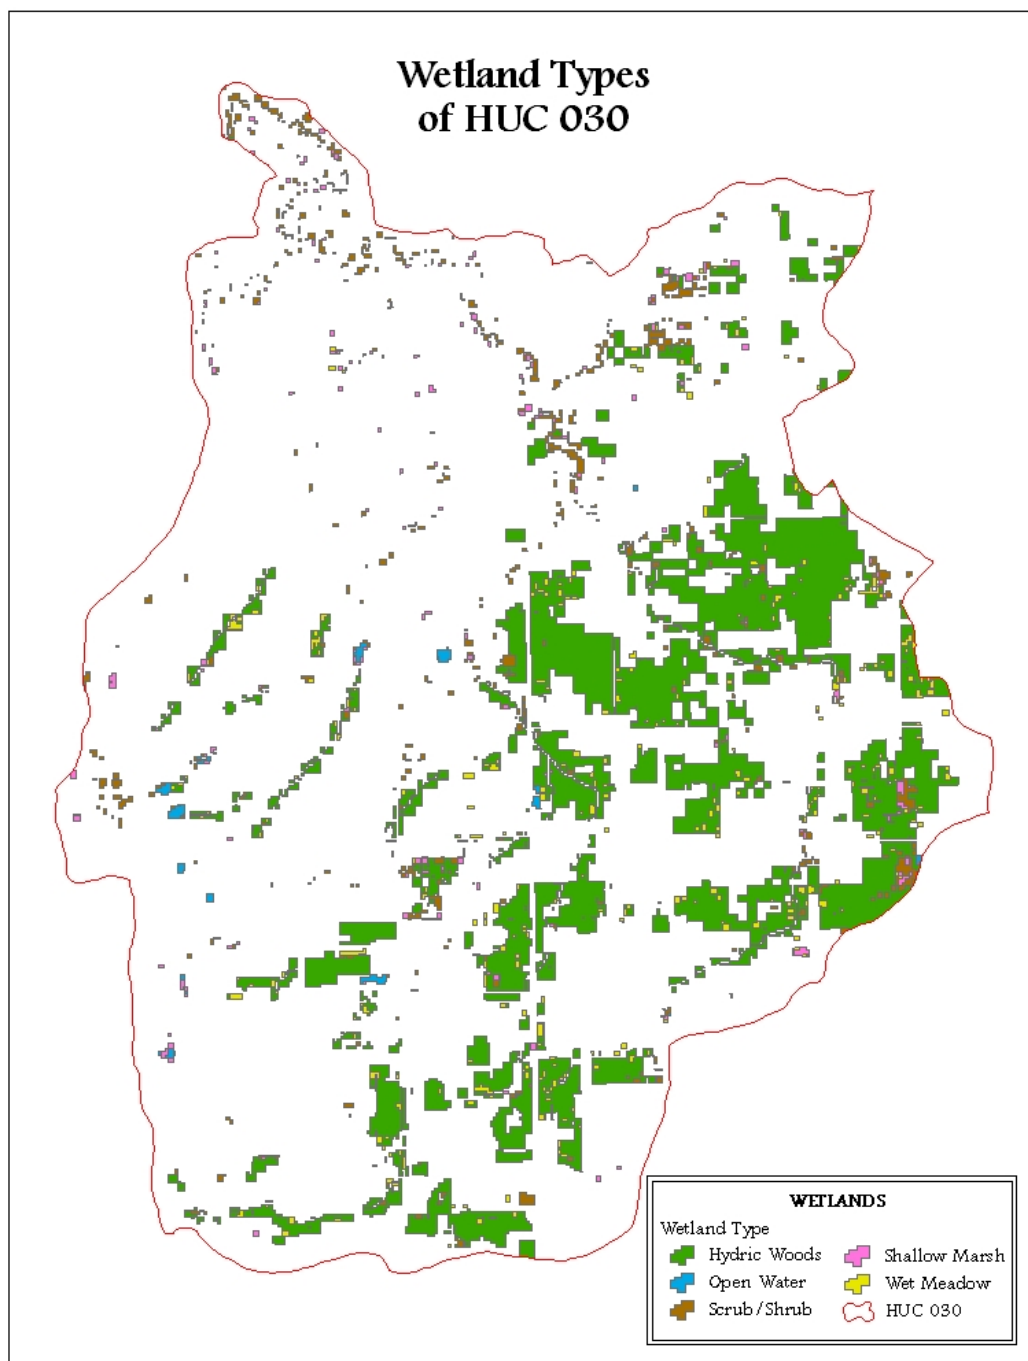 Wetland Types
of HUC 030
WETLANDS
Wetland Type
Hydric Woods
Open Water
Scrub/Shrub
Shallow Marsh
Wet Meadow
HUC 030